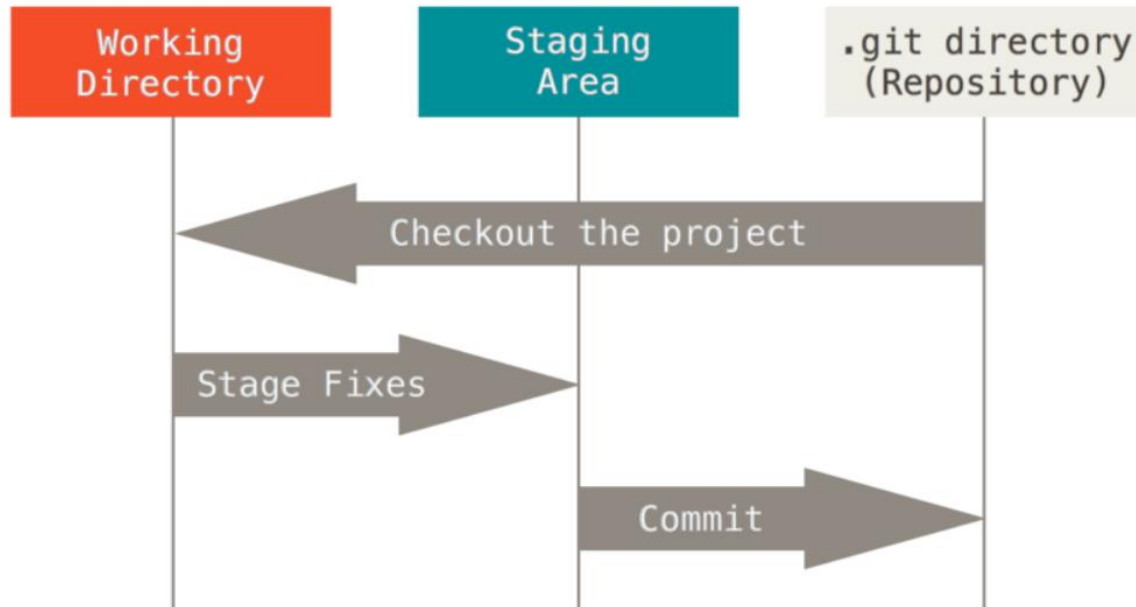 Working
Directory
Staging
Area
.git directory
(Repository)
Checkout the project
Stage Fixes
Commit